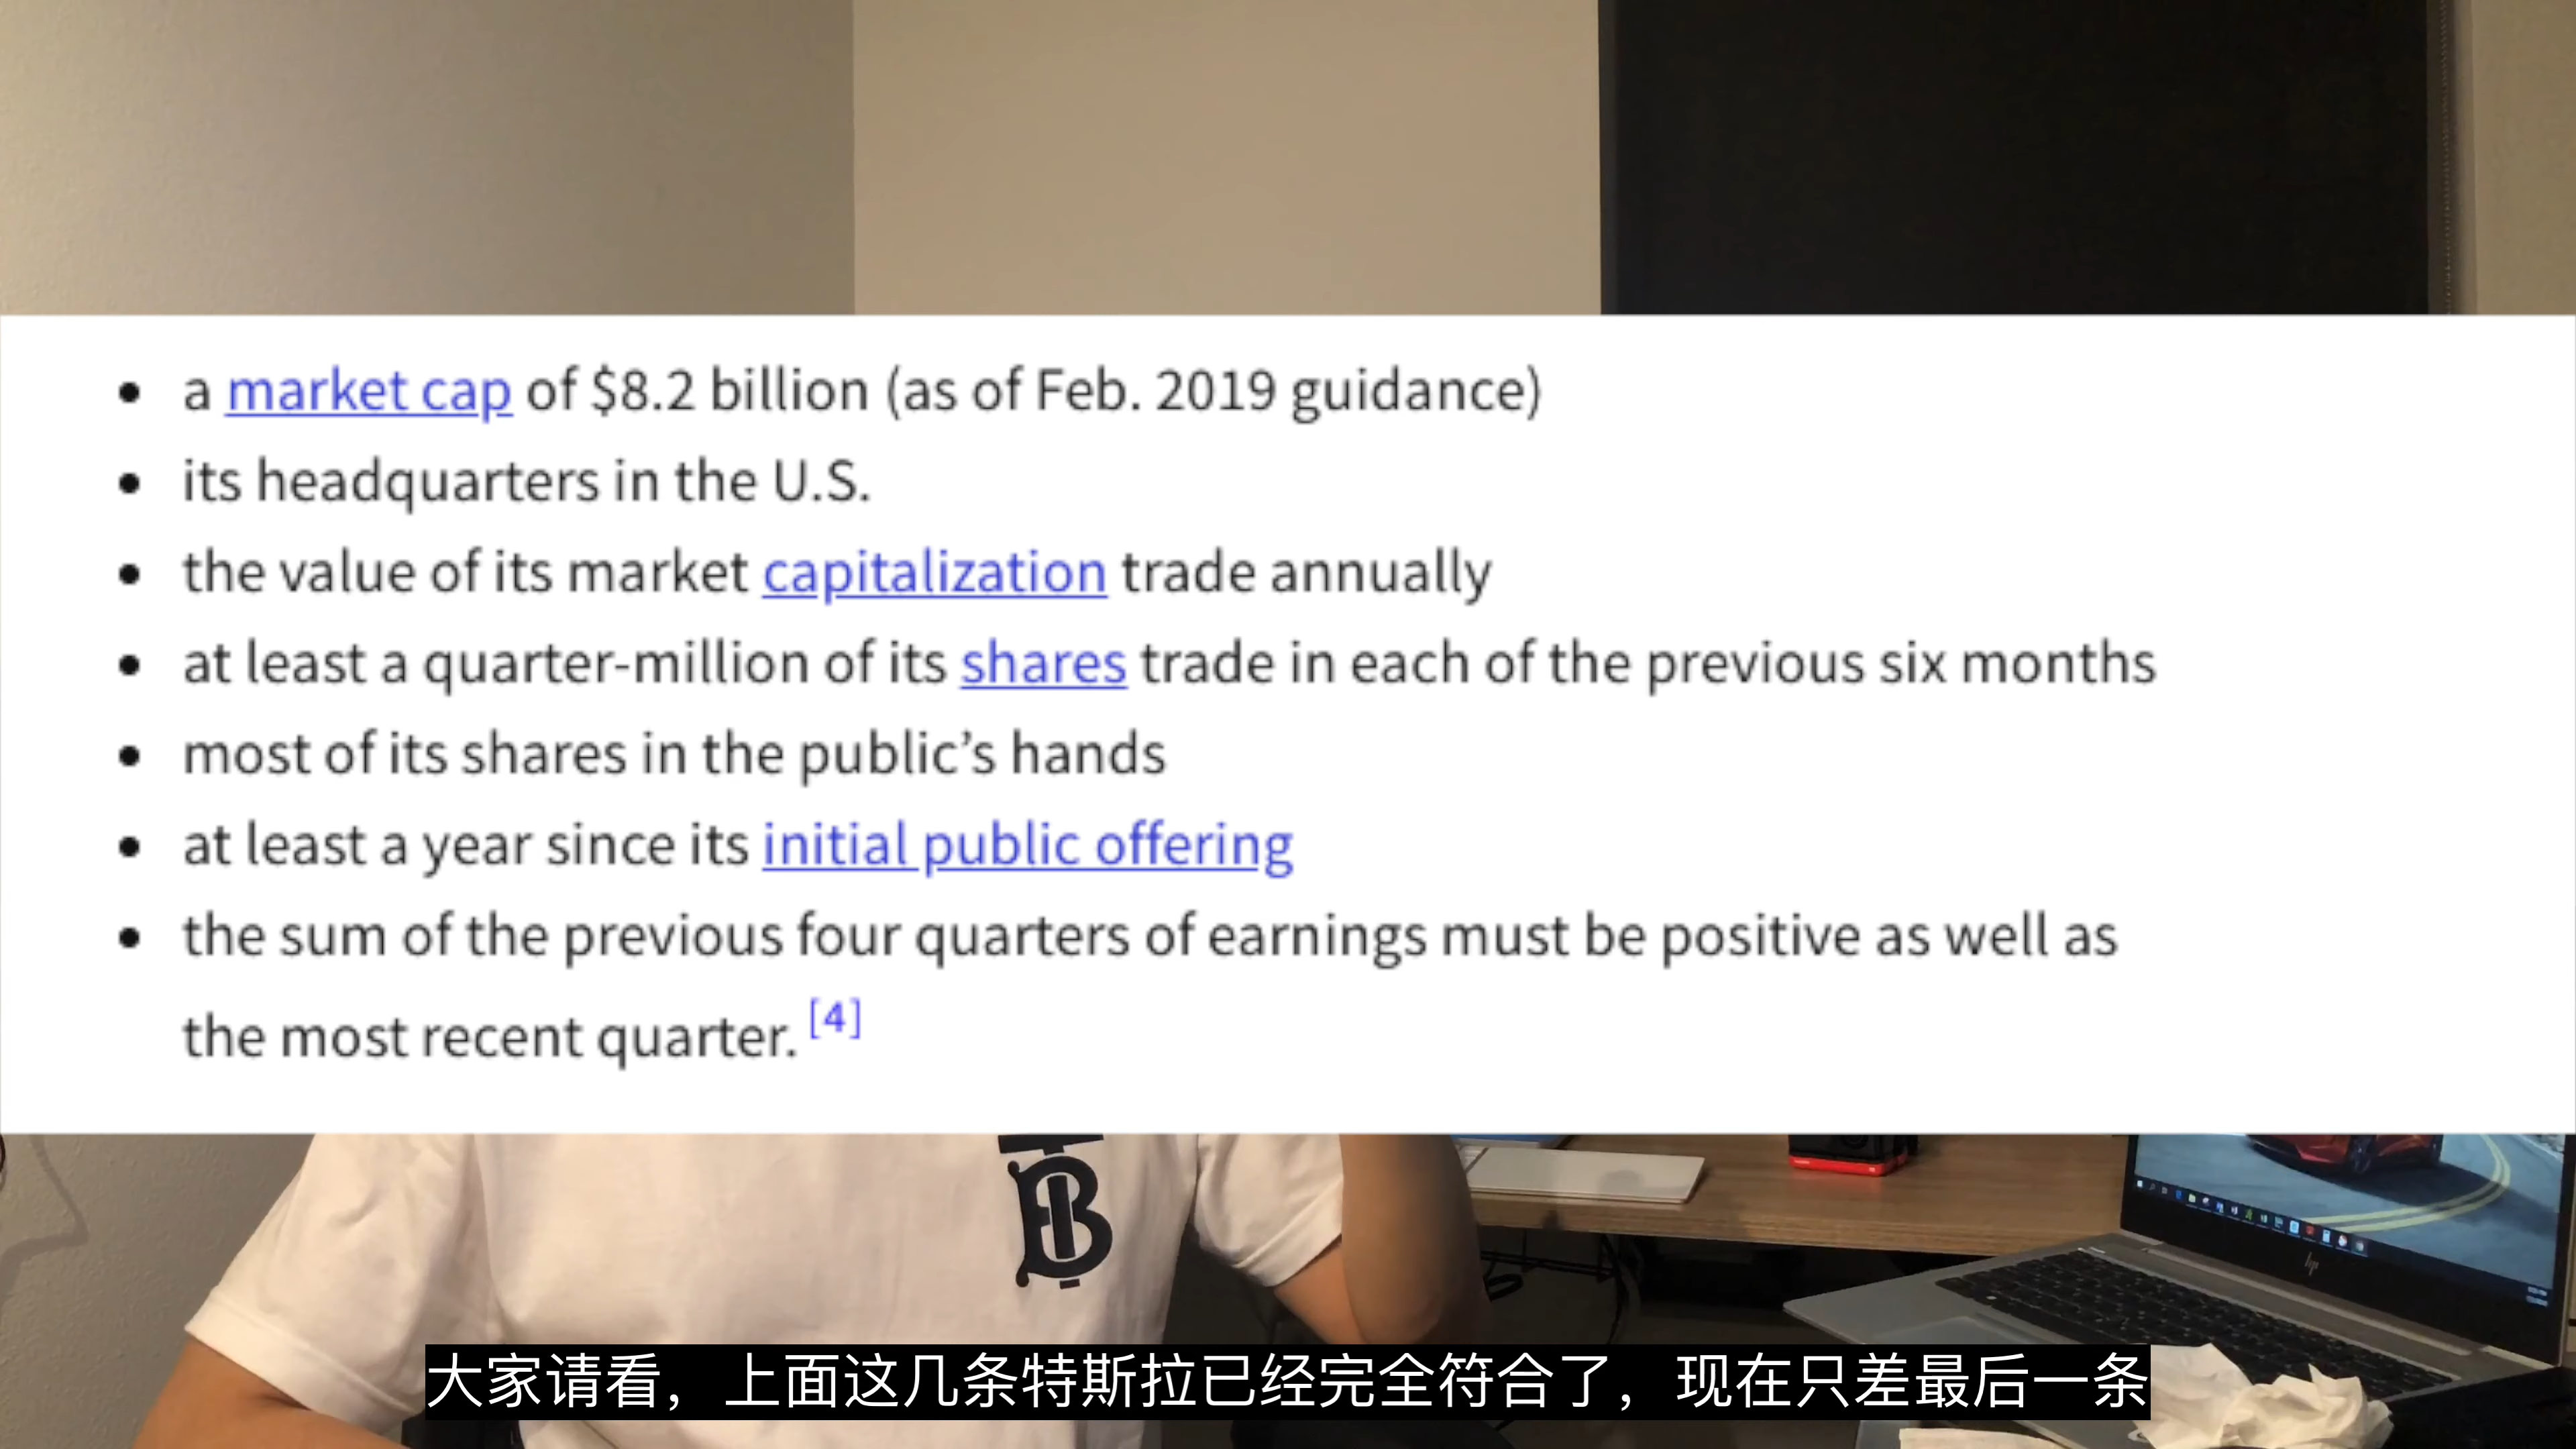 • a market cap of $8.2 billion (as of Feb. 2019 guidance)
• its headquarters in the U.S.
• the value of its market capitalization trade annually
• at least a quarter-million of its shares trade in each of the previous six months
• most of its shares in the public’s hands
• at least a year since its initial public offering
• the sum of the previous four quarters of earnings must be positive as well as
the most recent quarter. [4]
TB
hp
大家请看，上面这几条特斯拉已经完全符合了，现在只差最后一条